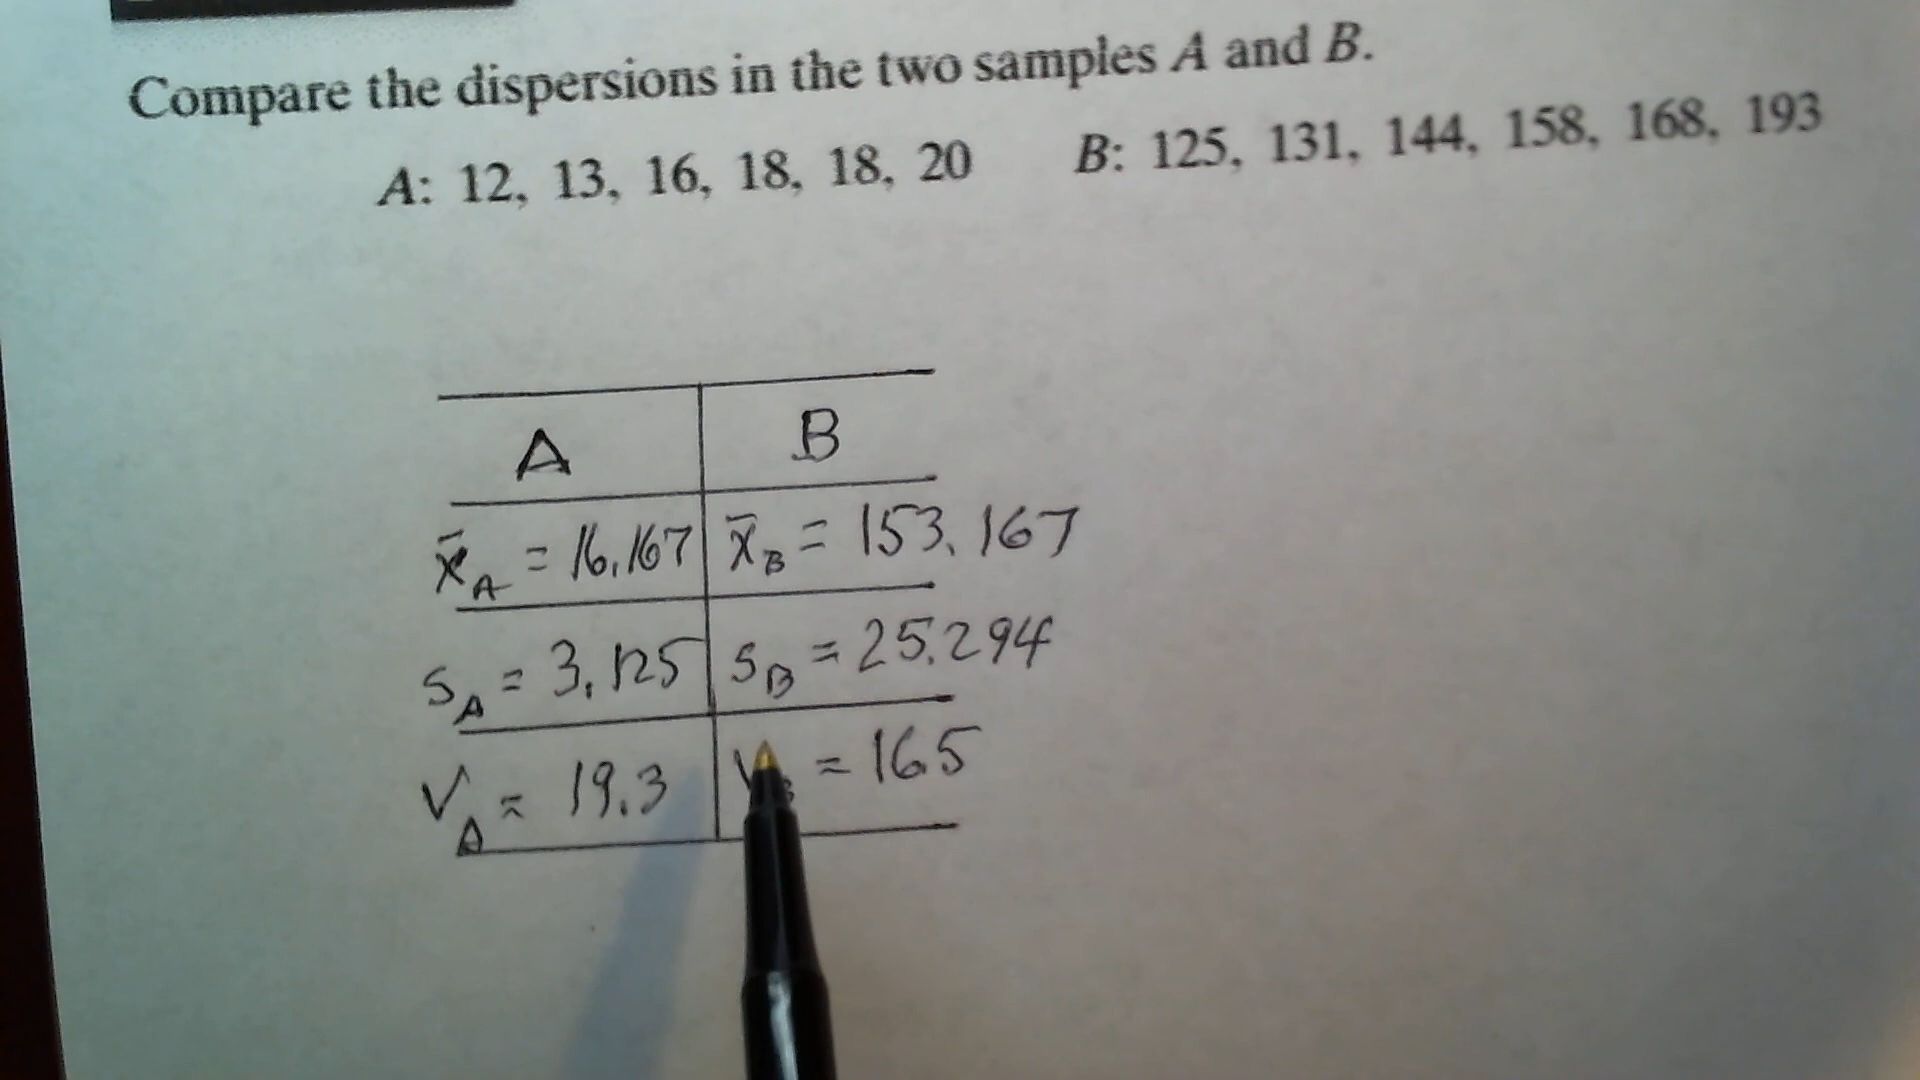 Compare the dispersions in the two samples A and B.
A: 12, 13, 16, 18, 18, 20 B: 125, 131, 144, 158, 168, 193
A B
x̄A = 16.167 x̄B = 153.167
sA = 3.125 sB = 25.294
VA = 19.3 = 16.5